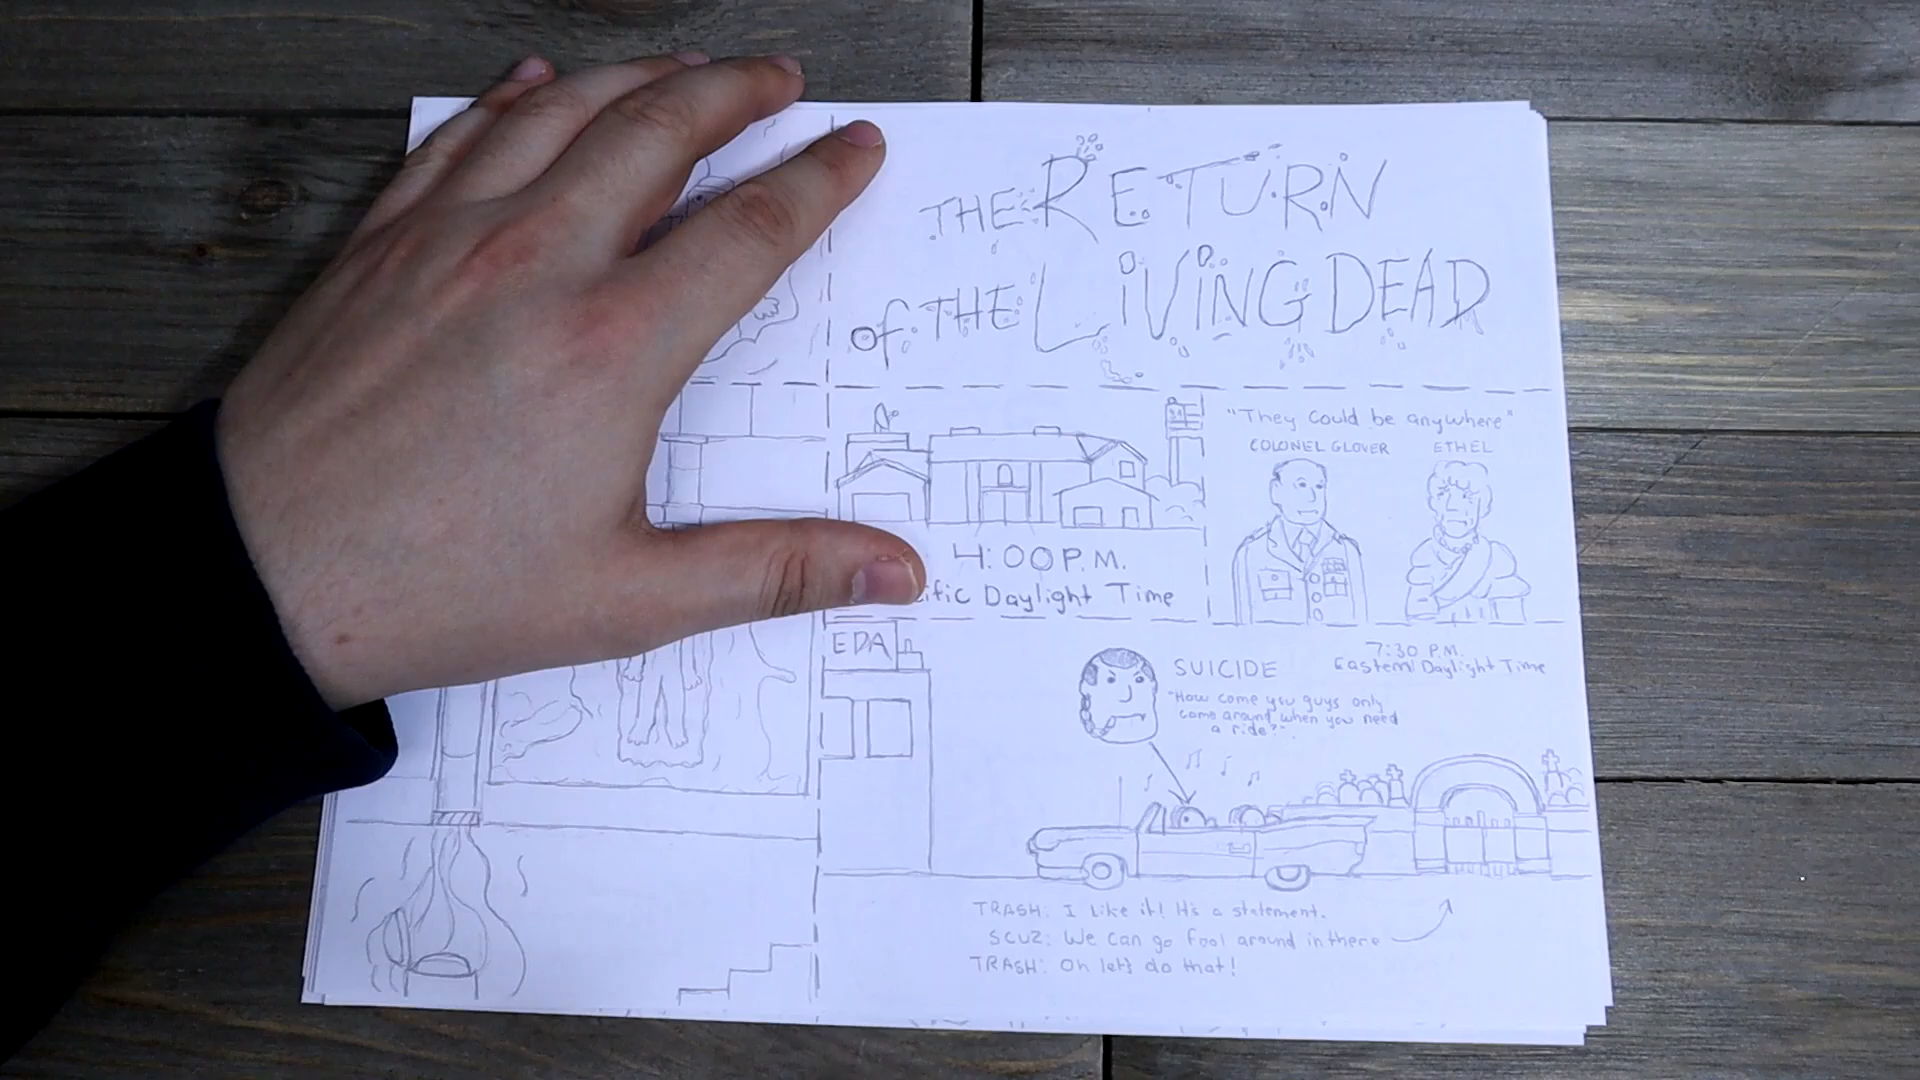 THE RETURN
of THE LIVING DEAD
"They could be anywhere"
COLONEL GLOVER
ETHEL
4:00 P.M.
ific Daylight Time
EDA
SUICIDE
"How come you guys only
come around when you need
a ride?"
7:30 P.M.
Eastern Daylight Time
TRASH: I like it! It's a statement.
SCUZ: We can go fool around in there
TRASH: Oh let's do that!